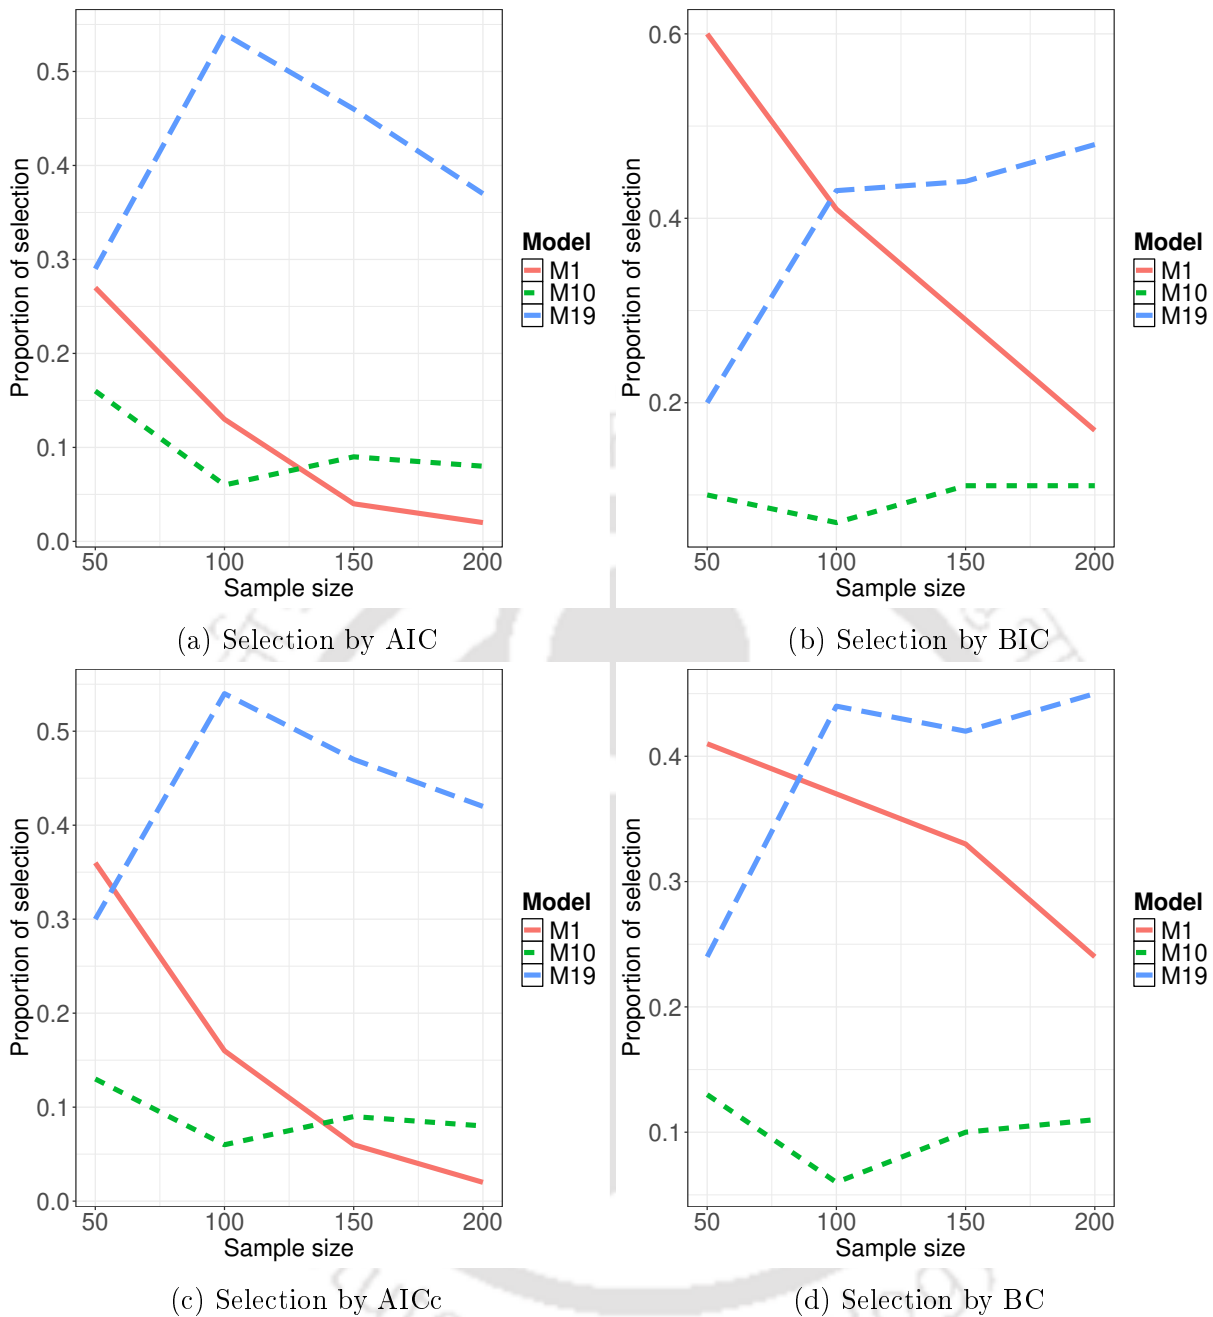 Proportion of selection
0.5
0.4
0.3
0.2
0.1
0.0
50 100 150 200
Sample size
Model
M1
M10
M19
(a) Selection by AIC
Proportion of selection
0.6
0.4
0.2
50 100 150 200
Sample size
Model
M1
M10
M19
(b) Selection by BIC
Proportion of selection
0.5
0.4
0.3
0.2
0.1
0.0
50 100 150 200
Sample size
Model
M1
M10
M19
(c) Selection by AICc
Proportion of selection
0.4
0.3
0.2
0.1
50 100 150 200
Sample size
Model
M1
M10
M19
(d) Selection by BC